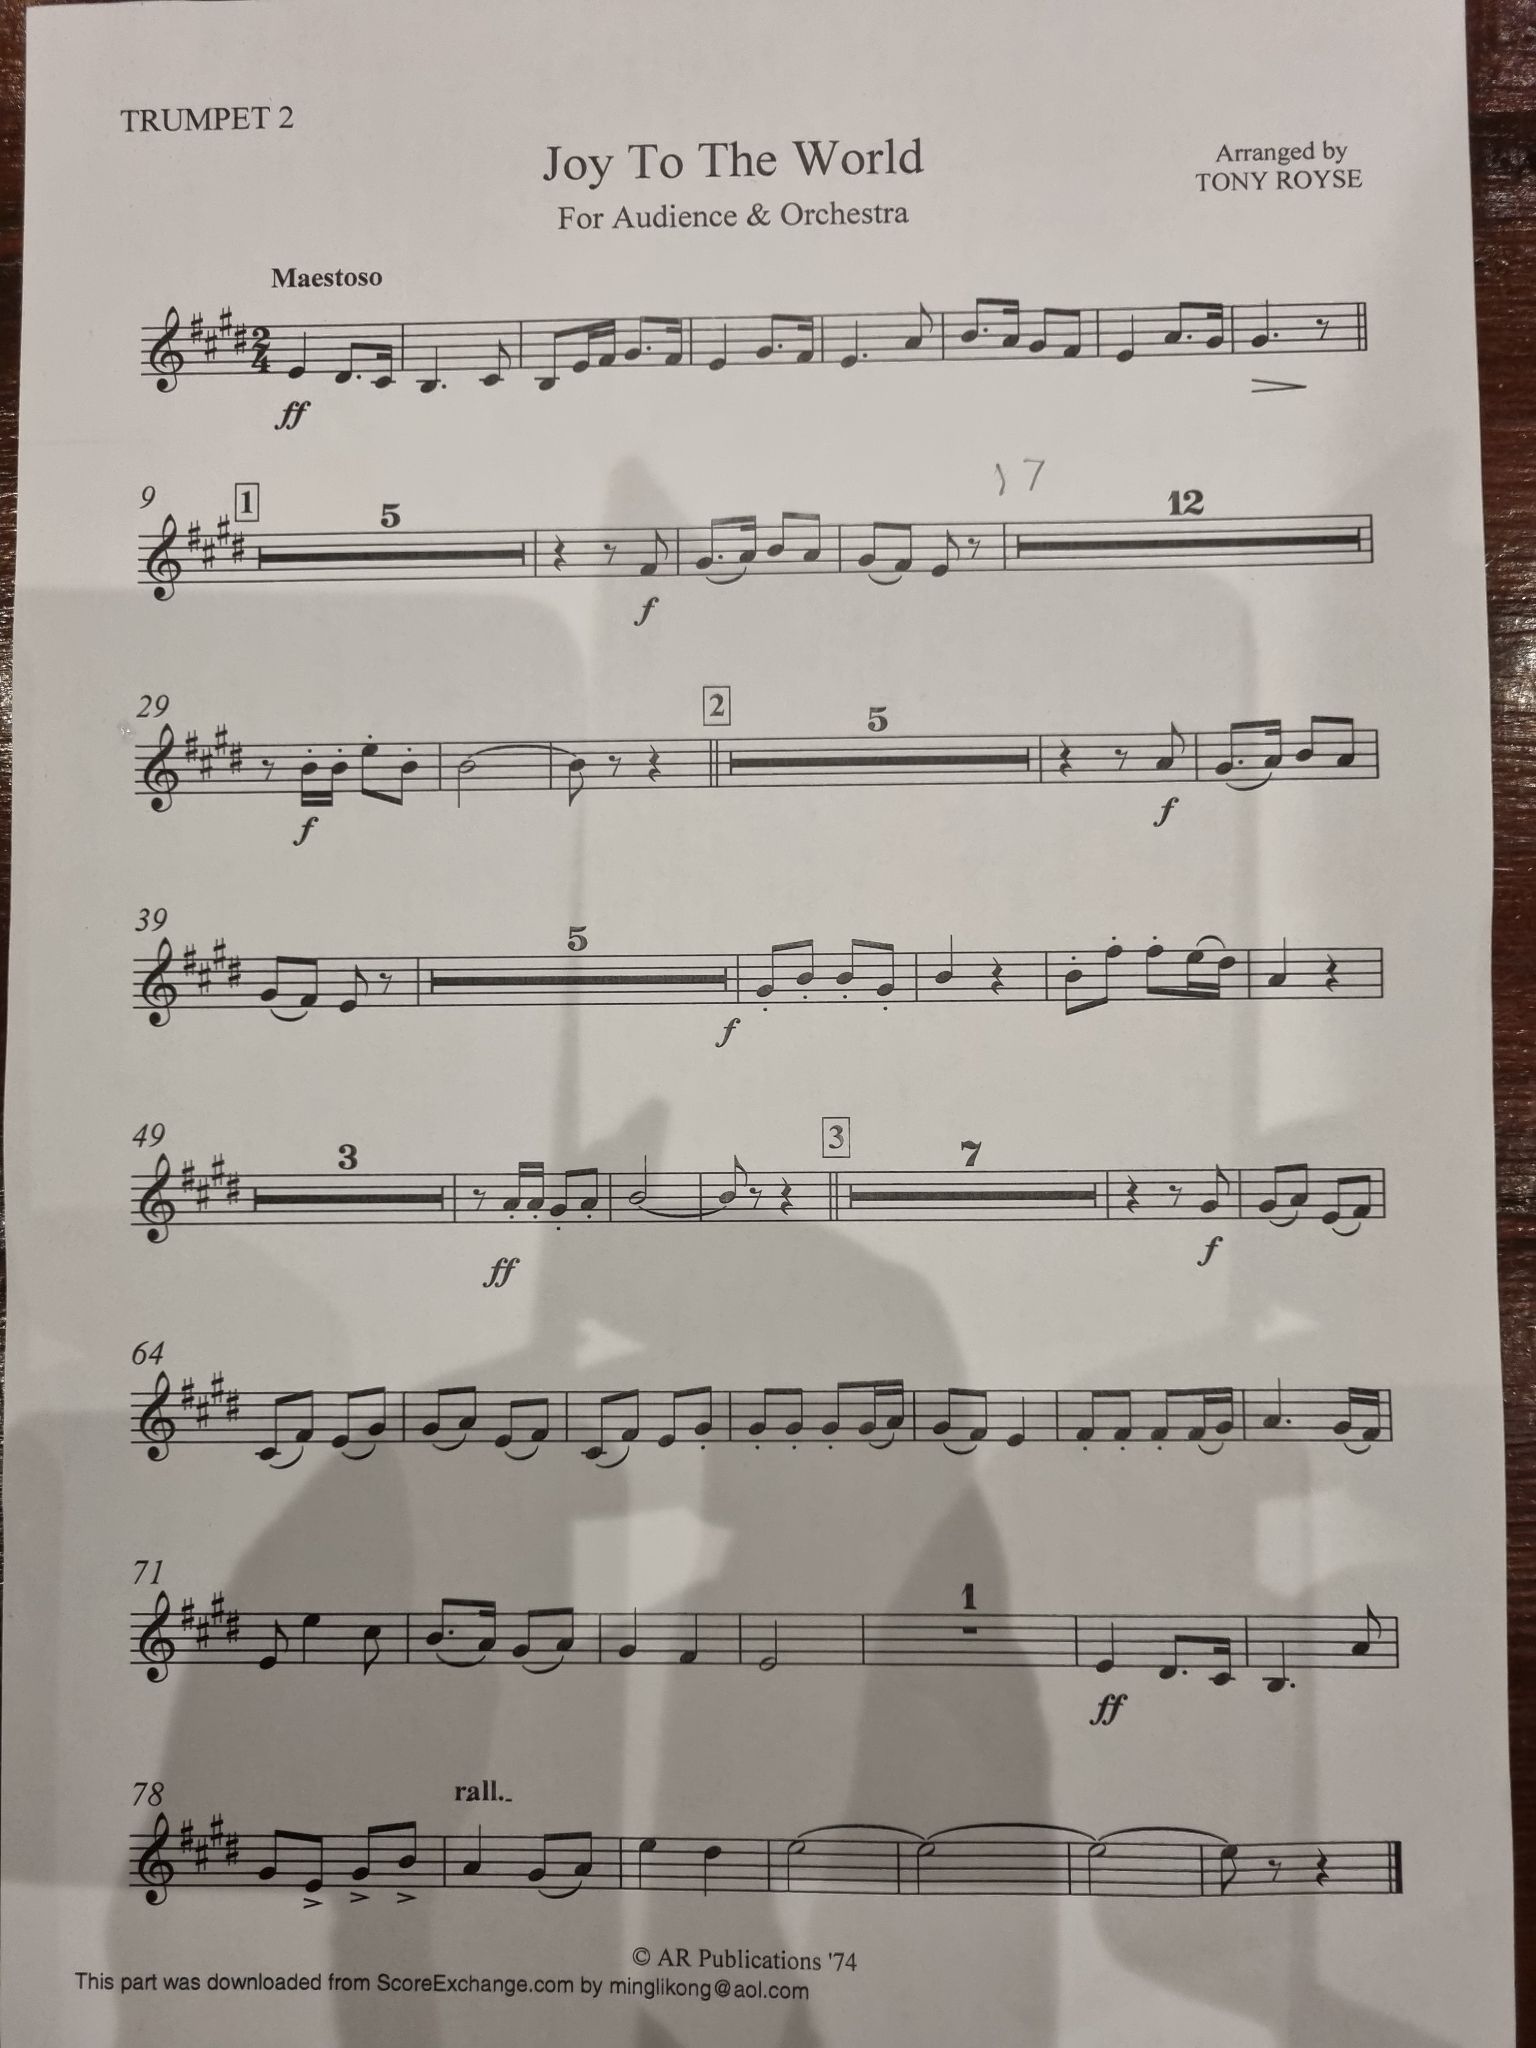 TRUMPET 2
Joy To The World
Arranged by
TONY ROYSE
For Audience & Orchestra
Maestoso
2
4
ff
9
1
5
17
12
f
29
2
5
f
f
39
5
f
49
3
3
7
ff
f
64
71
1
ff
78
rall..
© AR Publications '74
This part was downloaded from ScoreExchange.com by minglikong@aol.com